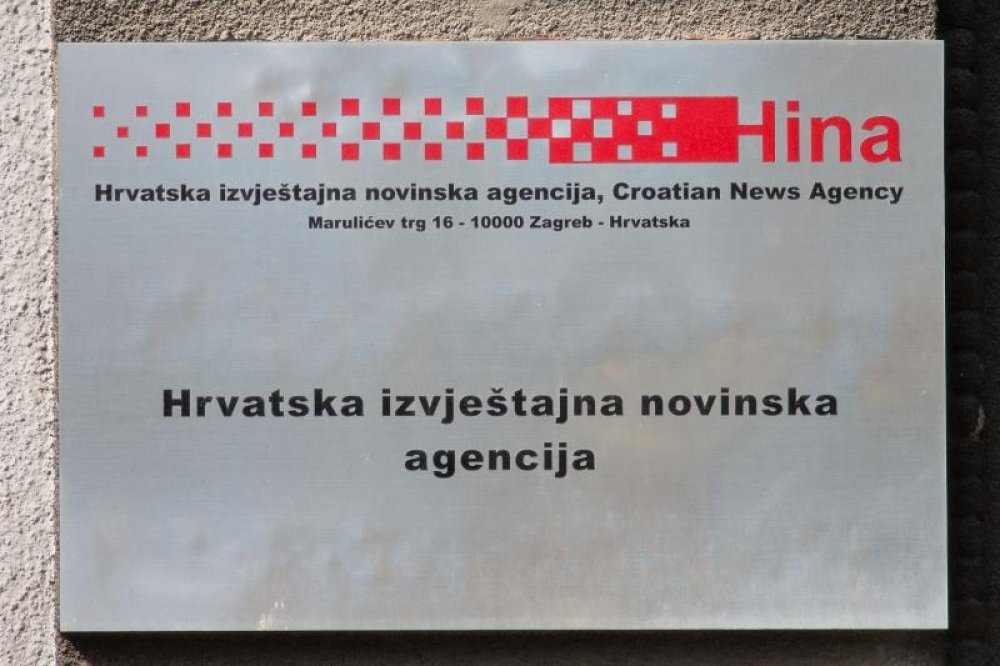 Hina
Hrvatska izvještajna novinska agencija, Croatian News Agency
Marulićev trg 16 - 10000 Zagreb - Hrvatska
Hrvatska izvještajna novinska
agencija